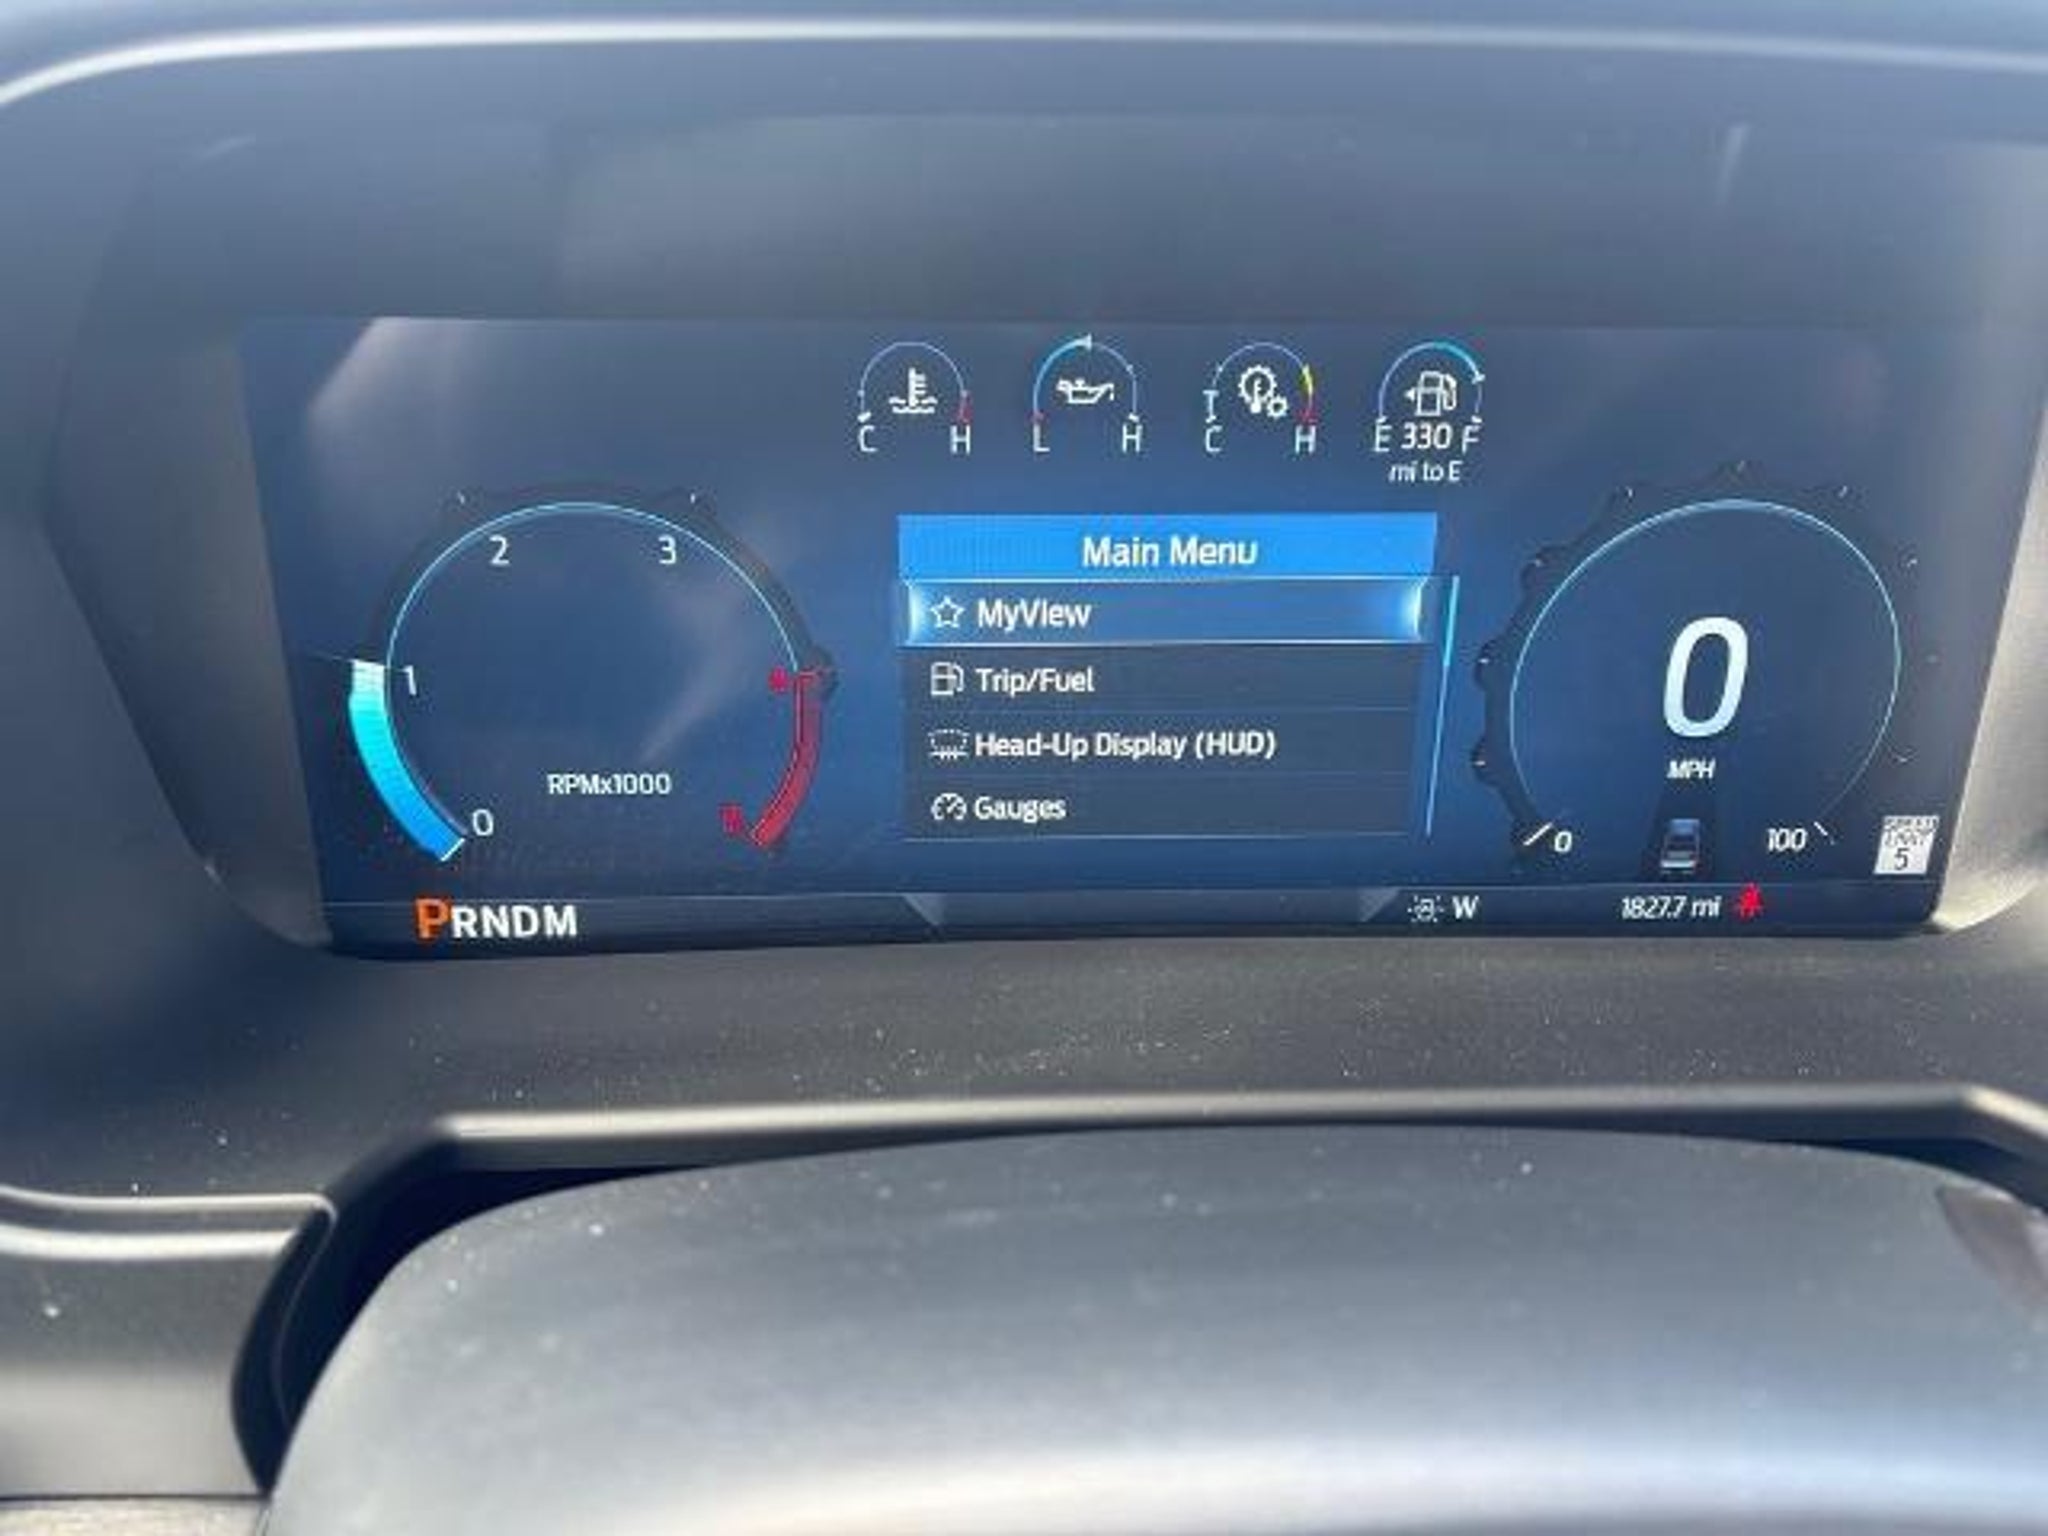 C H
L H
C H
E 330 F
mi to E
Main Menu
MyView
Trip/Fuel
Head-Up Display (HUD)
Gauges
2 3
1
0
RPMx1000
0
MPH
0 100
5
PRNDM
W
1827.7 mi